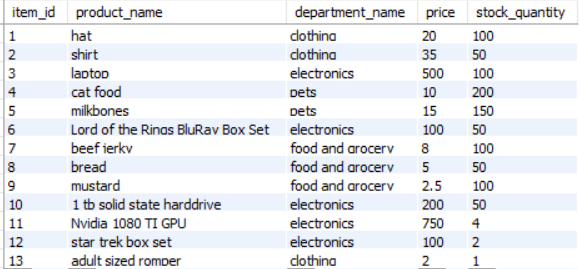 item_id product_name department_name price stock_quantity
1 hat clothing 20 100
2 shirt clothing 35 50
3 laptop electronics 500 100
4 cat food pets 10 200
5 milkbones pets 15 150
6 Lord of the Rings BluRay Box Set electronics 100 50
7 beef jerky food and grocery 8 100
8 bread food and grocery 5 50
9 mustard food and grocery 2.5 100
10 1 tb solid state harddrive electronics 200 50
11 Nvidia 1080 TI GPU electronics 750 4
12 star trek box set electronics 100 2
13 adult sized romper clothing 2 1